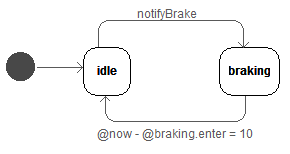 notifyBrake
idle
braking
@now - @braking.enter = 10